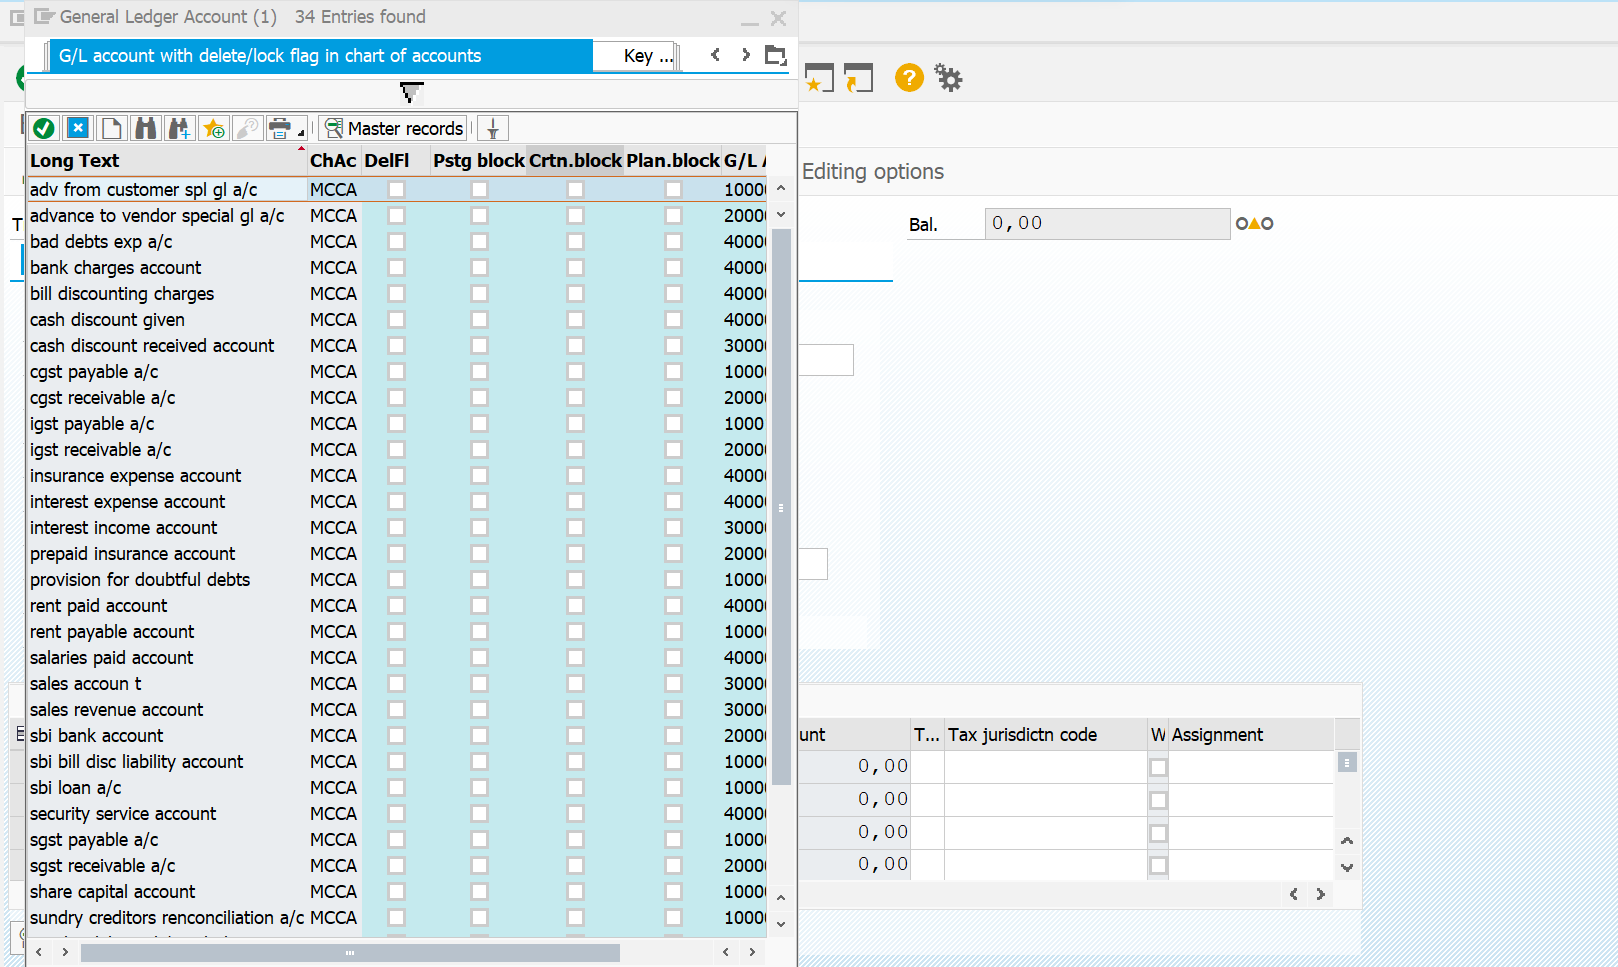 General Ledger Account (1) 34 Entries found
G/L account with delete/lock flag in chart of accounts Key ...
Master records
Long Text ChAc DelFl Pstg block Crtn.block Plan.block G/L
adv from customer spl gl a/c MCCA 1000
advance to vendor special gl a/c MCCA 2000
bad debts exp a/c MCCA 4000
bank charges account MCCA 4000
bill discounting charges MCCA 4000
cash discount given MCCA 4000
cash discount received account MCCA 3000
cgst payable a/c MCCA 1000
cgst receivable a/c MCCA 2000
igst payable a/c MCCA 1000
igst receivable a/c MCCA 2000
insurance expense account MCCA 4000
interest expense account MCCA 4000
interest income account MCCA 3000
prepaid insurance account MCCA 2000
provision for doubtful debts MCCA 1000
rent paid account MCCA 4000
rent payable account MCCA 1000
salaries paid account MCCA 4000
sales accoun t MCCA 3000
sales revenue account MCCA 3000
sbi bank account MCCA 2000
sbi bill disc liability account MCCA 1000
sbi loan a/c MCCA 1000
security service account MCCA 4000
sgst payable a/c MCCA 1000
sgst receivable a/c MCCA 2000
share capital account MCCA 1000
sundry creditors renconciliation a/c MCCA 1000
Editing options
Bal. 0,00
unt T... Tax jurisdictn code W Assignment
0,00
0,00
0,00
0,00